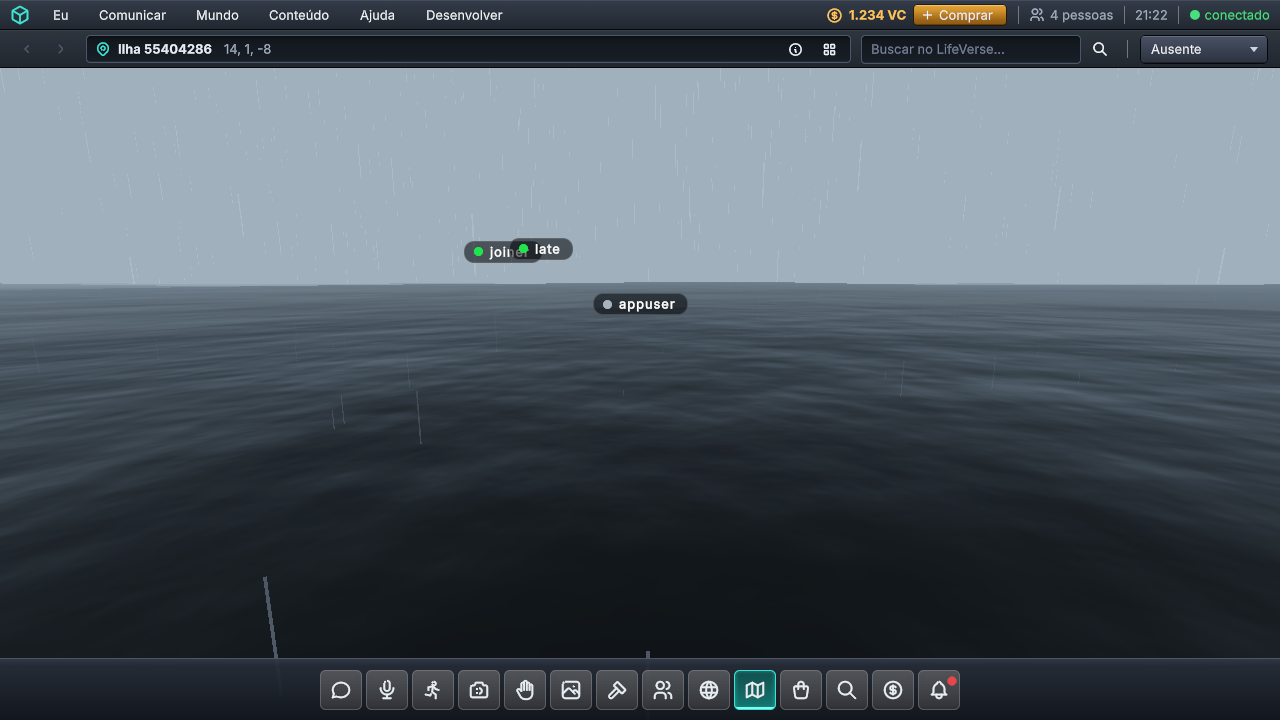 Eu Comunicar Mundo Conteúdo Ajuda Desenvolver 1.234 VC + Comprar 4 pessoas 21:22 conectado
Ilha 55404286 14, 1, -8 Buscar no LifeVerse... Ausente
joiner late
appuser